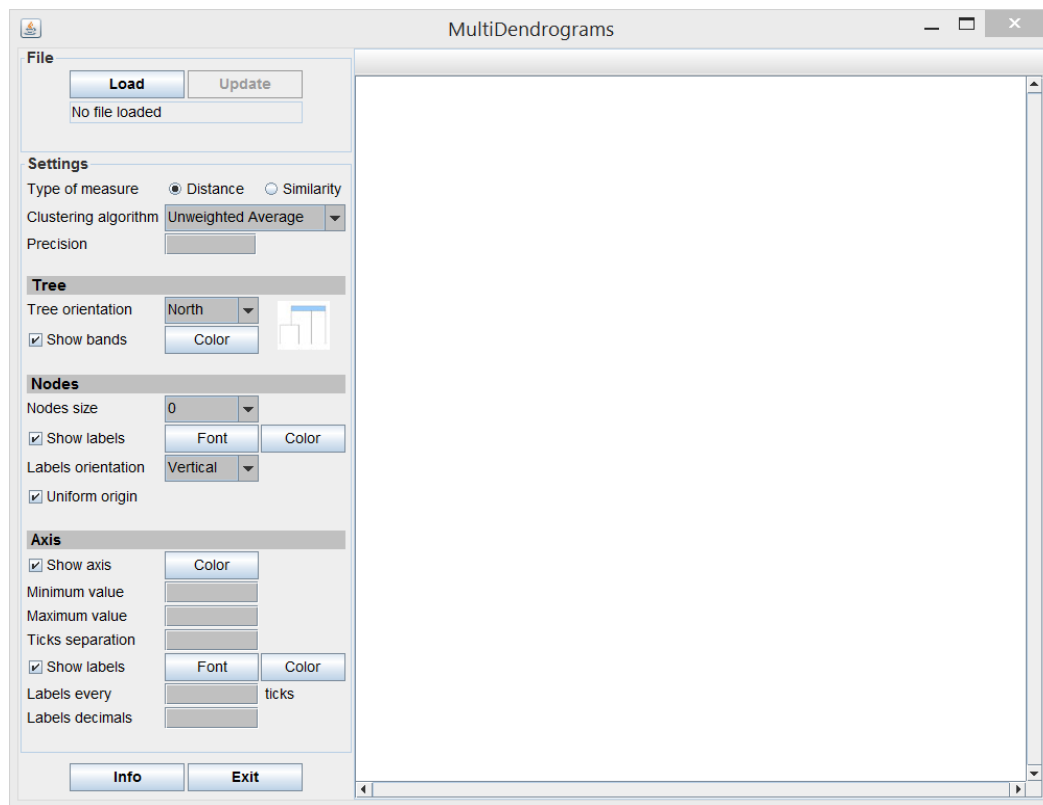 MultiDendrograms
File
Load Update
No file loaded
Settings
Type of measure Distance Similarity
Clustering algorithm Unweighted Average
Precision
Tree
Tree orientation North
Show bands Color
Nodes
Nodes size 0
Show labels Font Color
Labels orientation Vertical
Uniform origin
Axis
Show axis Color
Minimum value
Maximum value
Ticks separation
Show labels Font Color
Labels every ticks
Labels decimals
Info Exit